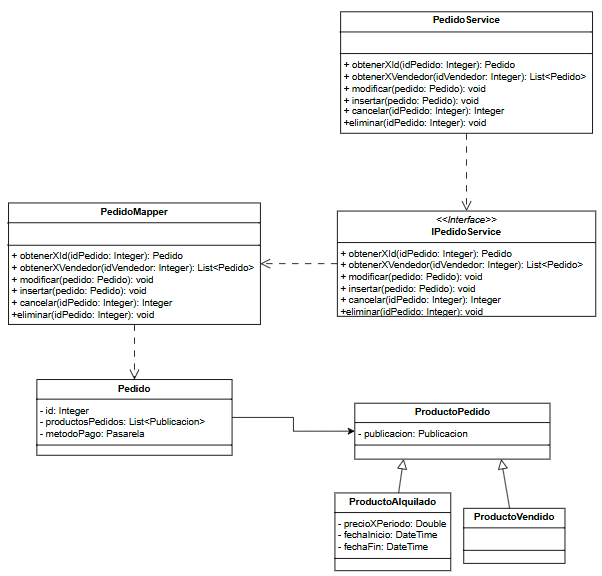 PedidoService
+ obtenerXId(idPedido: Integer): Pedido
+ obtenerXVendedor(idVendedor: Integer): List<Pedido>
+ modificar(pedido: Pedido): void
+ insertar(pedido: Pedido): void
+ cancelar(idPedido: Integer): Integer
+eliminar(idPedido: Integer): void
PedidoMapper
+ obtenerXId(idPedido: Integer): Pedido
+ obtenerXVendedor(idVendedor: Integer): List<Pedido>
+ modificar(pedido: Pedido): void
+ insertar(pedido: Pedido): void
+ cancelar(idPedido: Integer): Integer
+eliminar(idPedido: Integer): void
<<Interface>>
IPedidoService
+ obtenerXId(idPedido: Integer): Pedido
+ obtenerXVendedor(idVendedor: Integer): List<Pedido>
+ modificar(pedido: Pedido): void
+ insertar(pedido: Pedido): void
+ cancelar(idPedido: Integer): Integer
+eliminar(idPedido: Integer): void
Pedido
- id: Integer
- productosPedidos: List<Publicacion>
- metodoPago: Pasarela
ProductoPedido
- publicacion: Publicacion
ProductoAlquilado
- precioXPeriodo: Double
- fechaInicio: DateTime
- fechaFin: DateTime
ProductoVendido